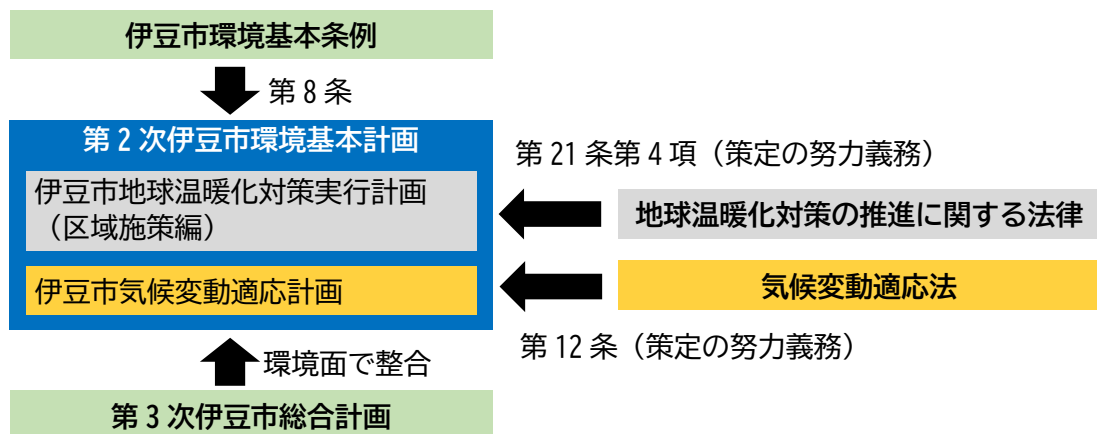 伊豆市環境基本条例
第8条
第2次伊豆市環境基本計画
伊豆市地球温暖化対策実行計画
（区域施策編）
伊豆市気候変動適応計画
第21条第4項（策定の努力義務）
地球温暖化対策の推進に関する法律
気候変動適応法
第12条（策定の努力義務）
環境面で整合
第3次伊豆市総合計画